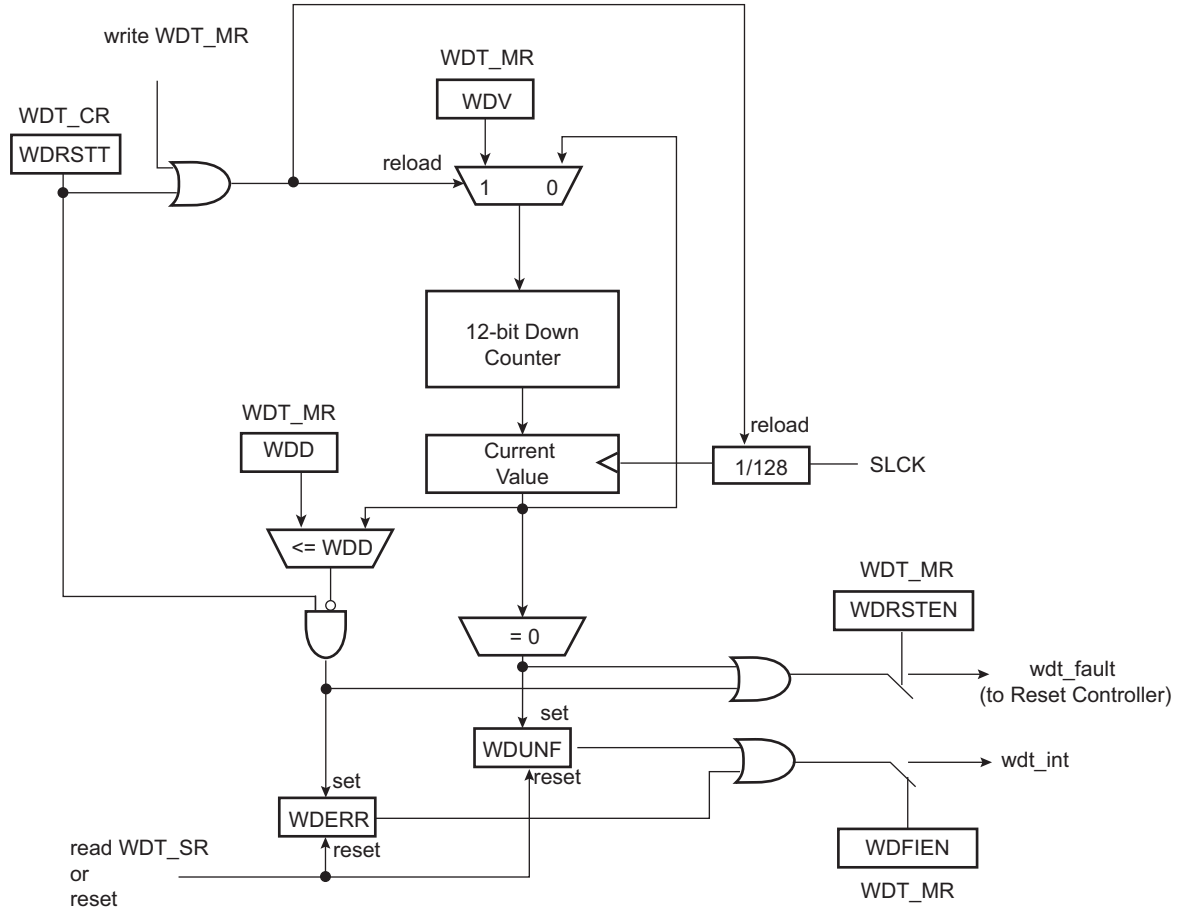 write WDT_MR
WDT_MR
WDV
WDT_CR
WDRSTT
reload
1
0
12-bit Down
Counter
WDT_MR
WDD
Current
Value
reload
1/128
SLCK
<= WDD
WDT_MR
WDRSTEN
= 0
wdt_fault
(to Reset Controller)
set
WDUNF
reset
wdt_int
set
WDERR
reset
read WDT_SR
or
reset
WDFIEN
WDT_MR